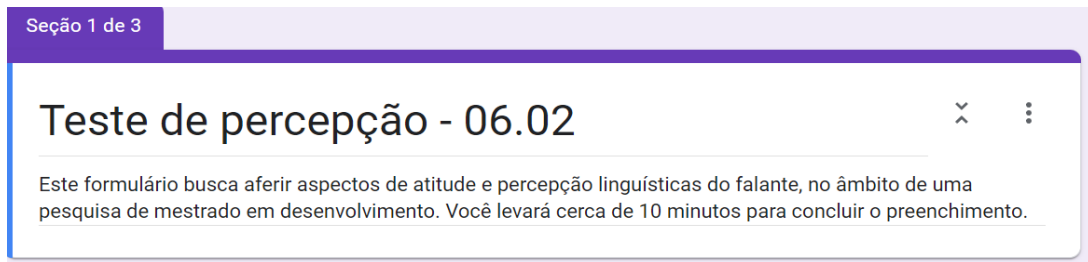 Seção 1 de 3
Teste de percepção - 06.02
Este formulário busca aferir aspectos de atitude e percepção linguísticas do falante, no âmbito de uma
pesquisa de mestrado em desenvolvimento. Você levará cerca de 10 minutos para concluir o preenchimento.